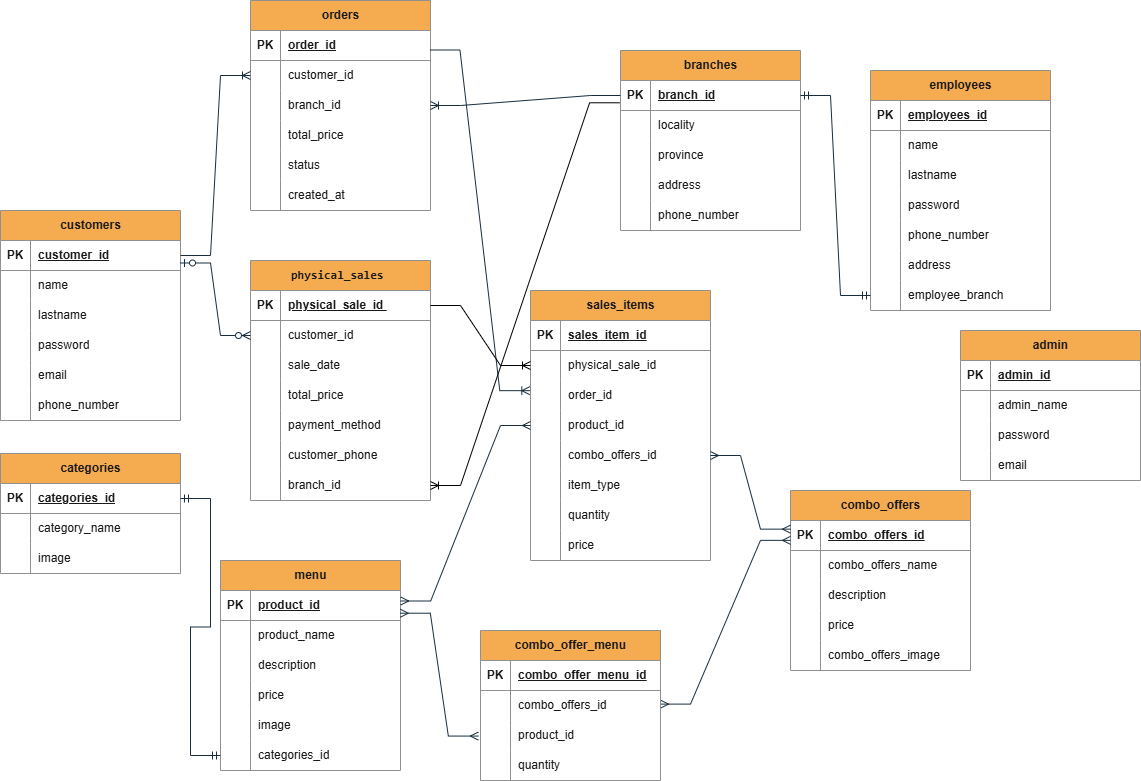 orders
PK order_id
customer_id
branch_id
total_price
status
created_at
branches
PK branch_id
locality
province
address
phone_number
employees
PK employees_id
name
lastname
password
phone_number
address
employee_branch
customers
PK customer_id
name
lastname
password
email
phone_number
physical_sales
PK physical_sale_id
customer_id
sale_date
total_price
payment_method
customer_phone
branch_id
sales_items
PK sales_item_id
physical_sale_id
order_id
product_id
combo_offers_id
item_type
quantity
price
admin
PK admin_id
admin_name
password
email
categories
PK categories_id
category_name
image
combo_offers
PK combo_offers_id
combo_offers_name
description
price
combo_offers_image
menu
PK product_id
product_name
description
price
image
categories_id
combo_offer_menu
PK combo_offer_menu_id
combo_offers_id
product_id
quantity